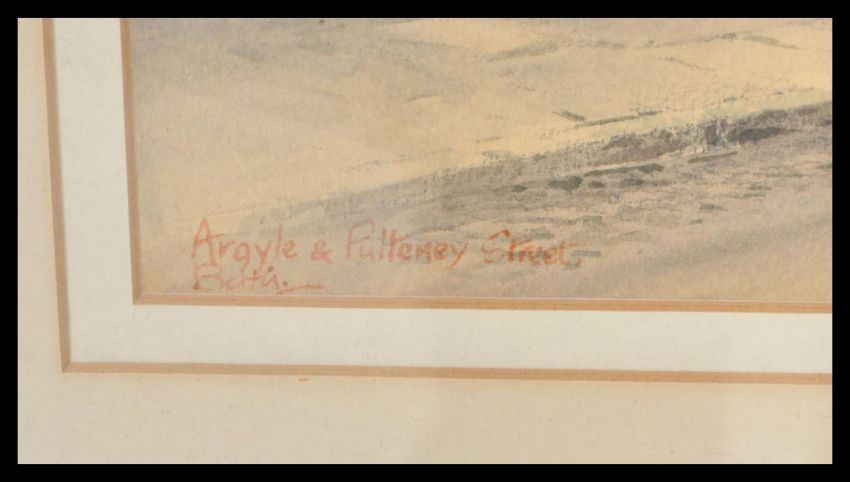 Argyle & Pulteney Street.
Bath.